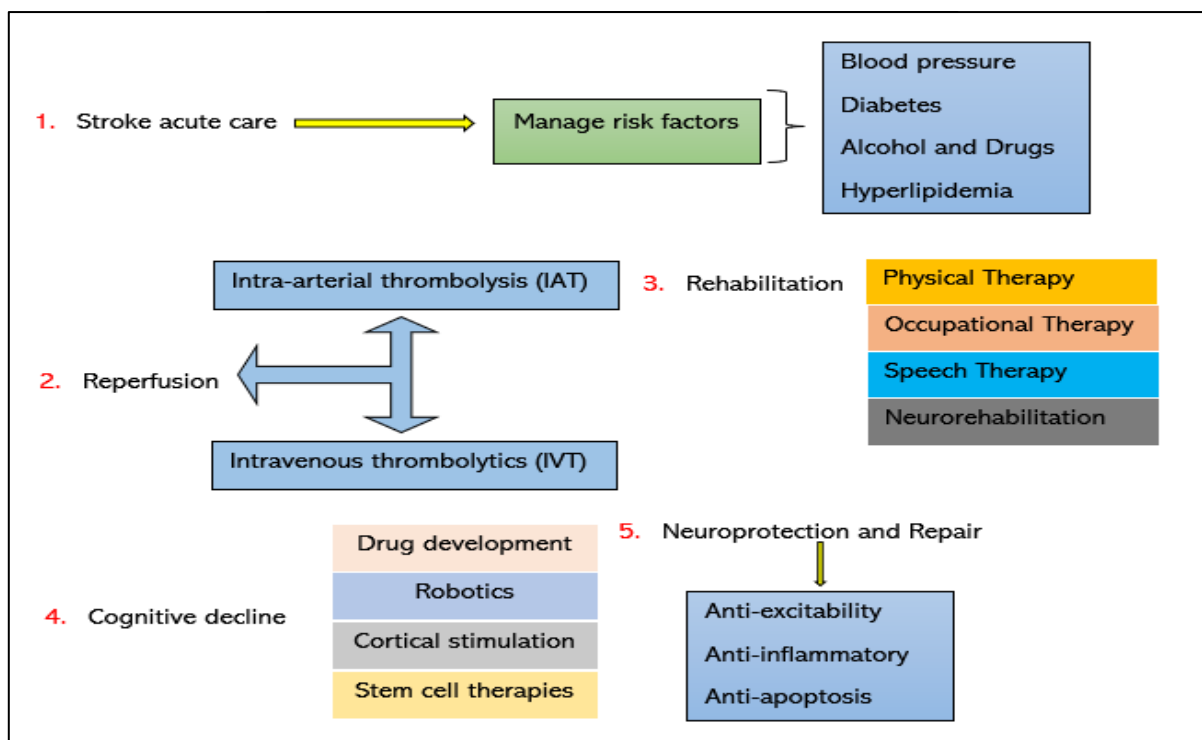 1. Stroke acute care
Manage risk factors
Blood pressure
Diabetes
Alcohol and Drugs
Hyperlipidemia
2. Reperfusion
Intra-arterial thrombolysis (IAT)
Intravenous thrombolytics (IVT)
3. Rehabilitation
Physical Therapy
Occupational Therapy
Speech Therapy
Neurorehabilitation
4. Cognitive decline
Drug development
Robotics
Cortical stimulation
Stem cell therapies
5. Neuroprotection and Repair
Anti-excitability
Anti-inflammatory
Anti-apoptosis